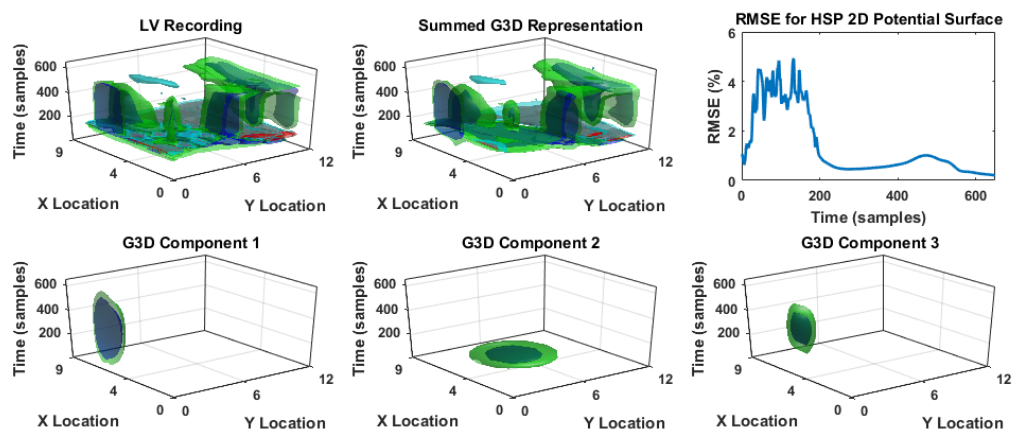 LV Recording
Time (samples)
600
400
200
9
4
0
0
6
12
X Location
Y Location
Summed G3D Representation
Time (samples)
600
400
200
9
4
0
0
6
12
X Location
Y Location
RMSE for HSP 2D Potential Surface
RMSE (%)
6
4
2
0
0
200
400
600
Time (samples)
G3D Component 1
Time (samples)
600
400
200
9
4
0
0
6
12
X Location
Y Location
G3D Component 2
Time (samples)
600
400
200
9
4
0
0
6
12
X Location
Y Location
G3D Component 3
Time (samples)
600
400
200
9
4
0
0
6
12
X Location
Y Location